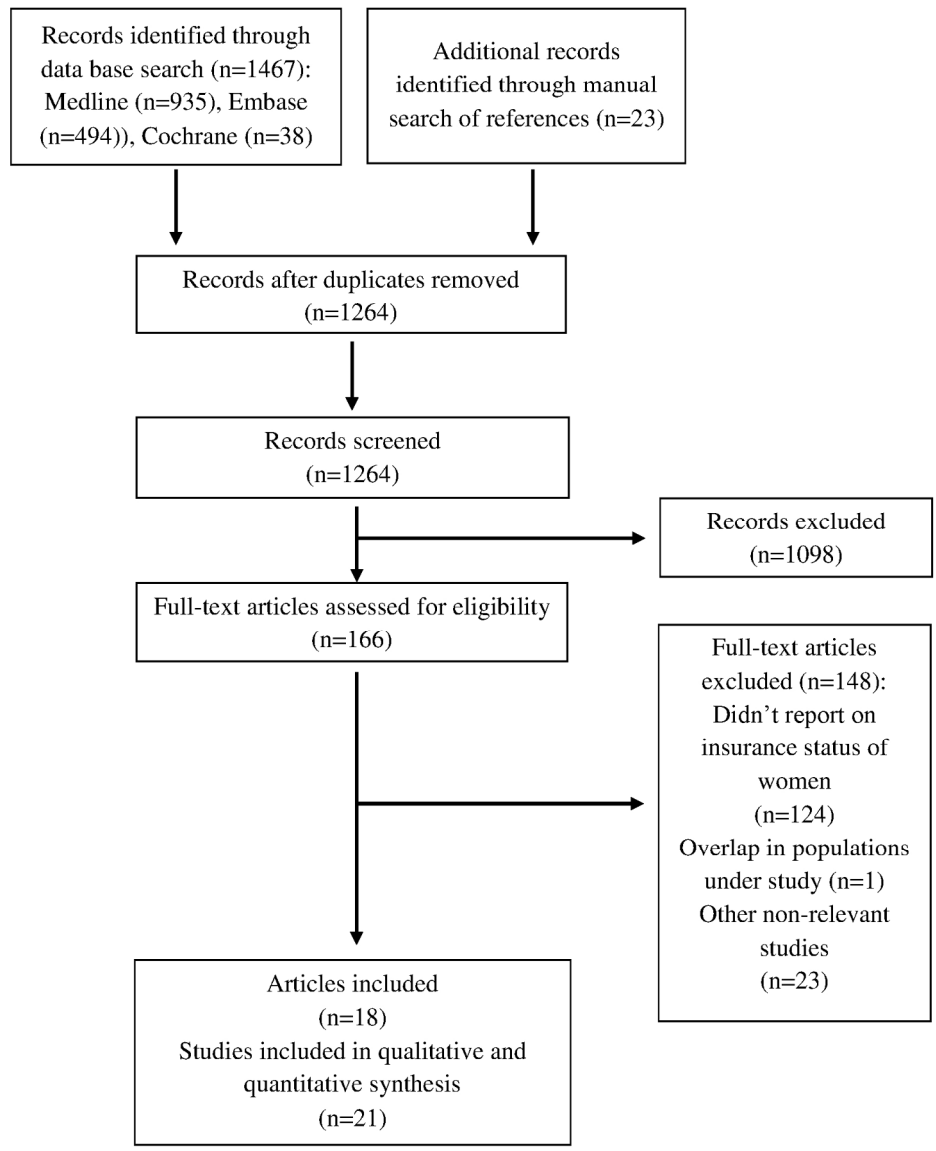 Records identified through
data base search (n=1467):
Medline (n=935), Embase
(n=494)), Cochrane (n=38)
Additional records
identified through manual
search of references (n=23)
Records after duplicates removed
(n=1264)
Records screened
(n=1264)
Records excluded
(n=1098)
Full-text articles assessed for eligibility
(n=166)
Full-text articles
excluded (n=148):
Didn’t report on
insurance status of
women
(n=124)
Overlap in populations
under study (n=1)
Other non-relevant
studies
(n=23)
Articles included
(n=18)
Studies included in qualitative and
quantitative synthesis
(n=21)